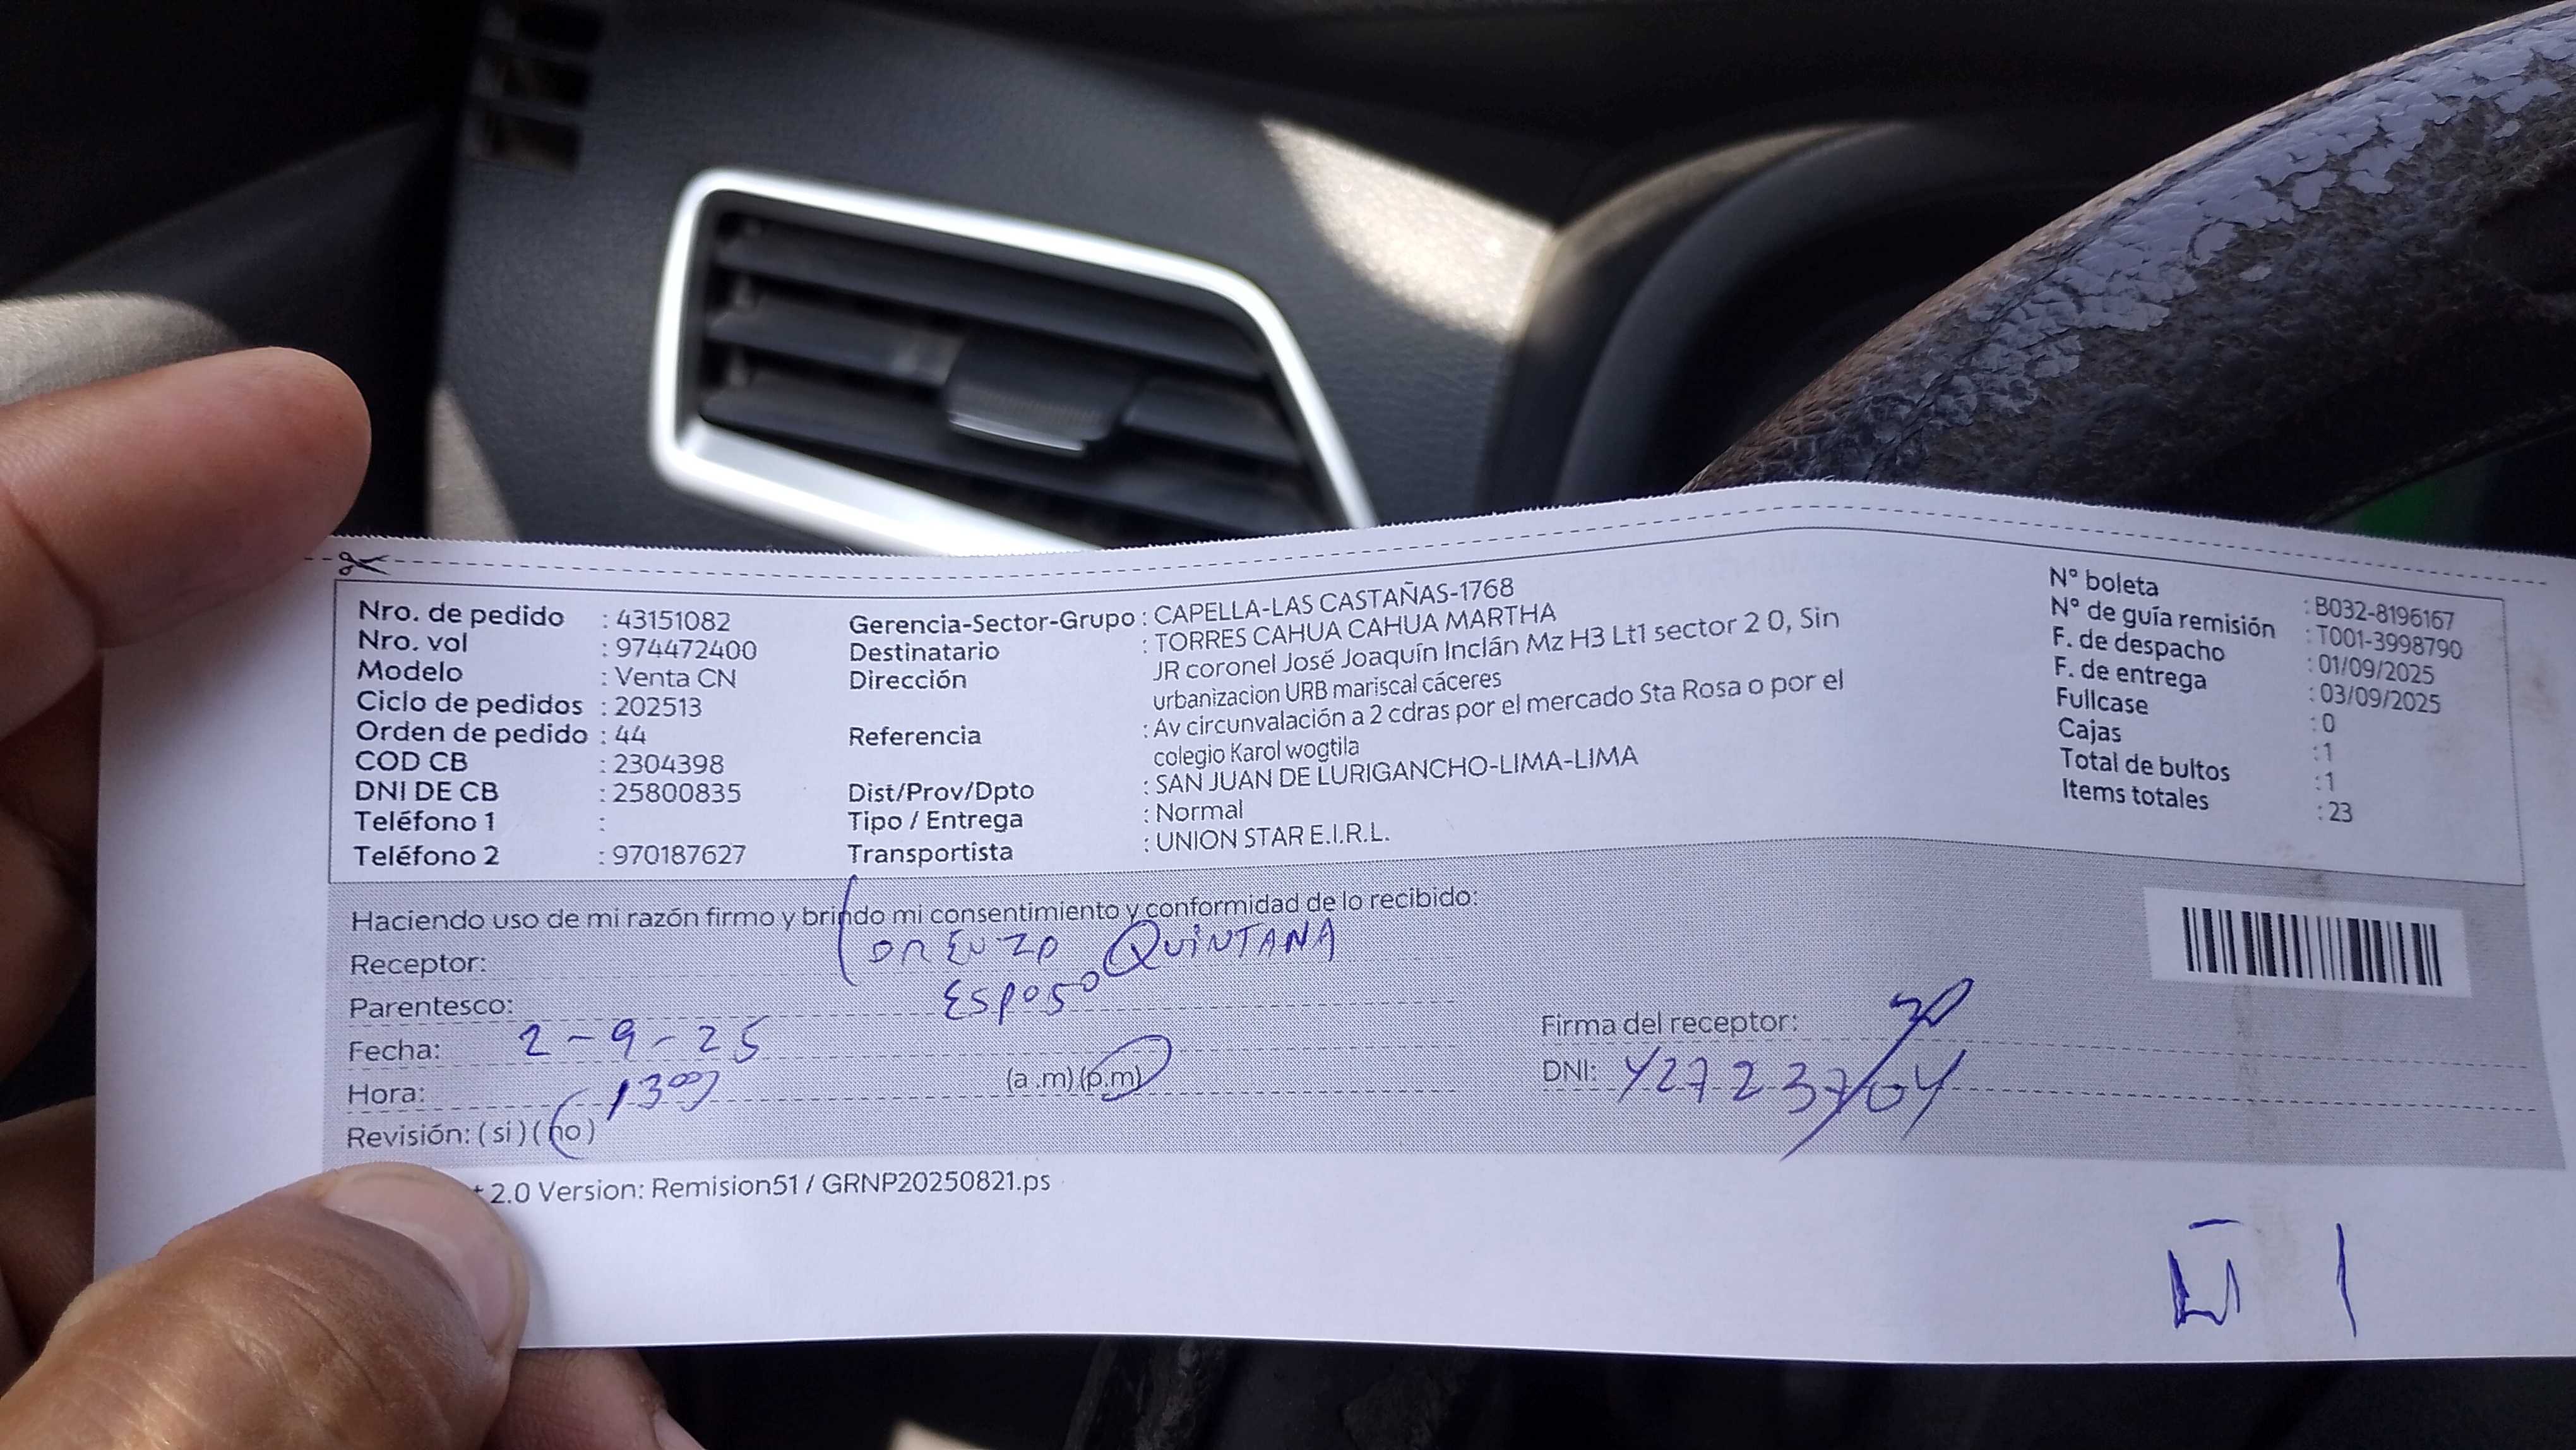 Nro. de pedido : 43151082
Nro. vol : 974472400
Modelo : Venta CN
Ciclo de pedidos : 202513
Orden de pedido : 44
COD CB : 2304398
DNI DE CB : 25800835
Teléfono 1 :
Teléfono 2 : 970187627
Gerencia-Sector-Grupo : CAPELLA-LAS CASTAÑAS-1768
Destinatario : TORRES CAHUA CAHUA MARTHA
Dirección JR coronel José Joaquín Inclán Mz H3 Lt1 sector 2 0, Sin
urbanizacion URB mariscal cáceres
Referencia : Av circunvalación a 2 cdras por el mercado Sta Rosa o por el
colegio Karol wogtila
Dist/Prov/Dpto : SAN JUAN DE LURIGANCHO-LIMA-LIMA
Tipo / Entrega : Normal
Transportista : UNION STAR E.I.R.L.
N° boleta : B032-8196167
N° de guía remisión : T001-3998790
F. de despacho : 01/09/2025
F. de entrega : 03/09/2025
Fullcase : 0
Cajas : 1
Total de bultos : 1
Items totales : 23
Haciendo uso de mi razón firmo y brindo mi consentimiento y conformidad de lo recibido:
Receptor: LORENZO QUINTANA
Parentesco: ESPOSO
Fecha: 2-9-25
Hora: 1300 (a.m) (p.m)
Revisión: (si) (no)
Firma del receptor:
DNI:
2.0 Version: Remision51 / GRNP20250821.ps